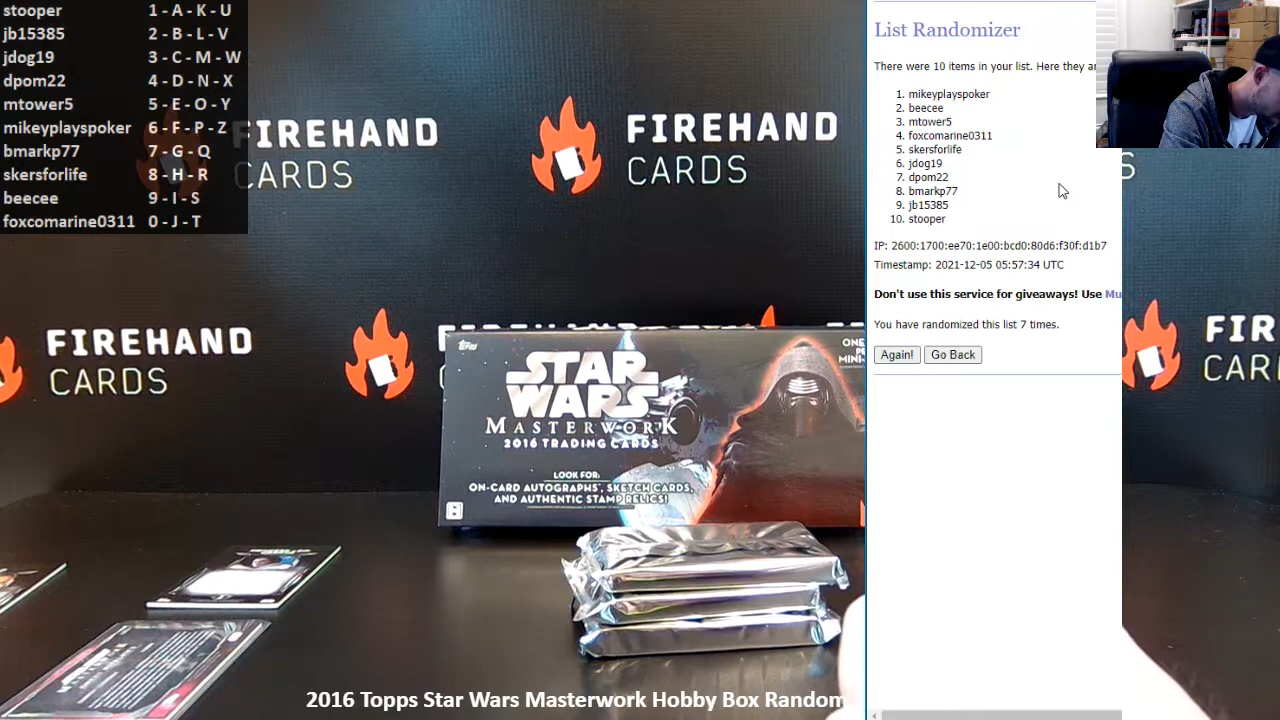 stooper 1 - A - K - U
jb15385 2 - B - L - V
jdog19 3 - C - M - W
dpom22 4 - D - N - X
mtower5 5 - E - O - Y
mikeyplayspoker 6 - F - P - Z
bmarkp77 7 - G - Q
skersforlife 8 - H - R
beecee 9 - I - S
foxcomarine0311 0 - J - T
FIREHAND
CARDS
FIREHAND
CARDS
FIREHAND
CARDS
FIR
CAR
List Randomizer
There were 10 items in your list. Here they ar
1. mikeyplayspoker
2. beecee
3. mtower5
4. foxcomarine0311
5. skersforlife
6. jdog19
7. dpom22
8. bmarkp77
9. jb15385
10. stooper
IP: 2600:1700:ee70:1e00:bcd0:80d6:f30f:d1b7
Timestamp: 2021-12-05 05:57:34 UTC
Don't use this service for giveaways! Use Mu
You have randomized this list 7 times.
Again! Go Back
Topps
ONE
MINI-
STAR
WARS
MASTERWORK
2016 TRADING CARDS
LOOK FOR:
ON-CARD AUTOGRAPHS, SKETCH CARDS,
AND AUTHENTIC STAMP RELICS!
H
2016 Topps Star Wars Masterwork Hobby Box Random